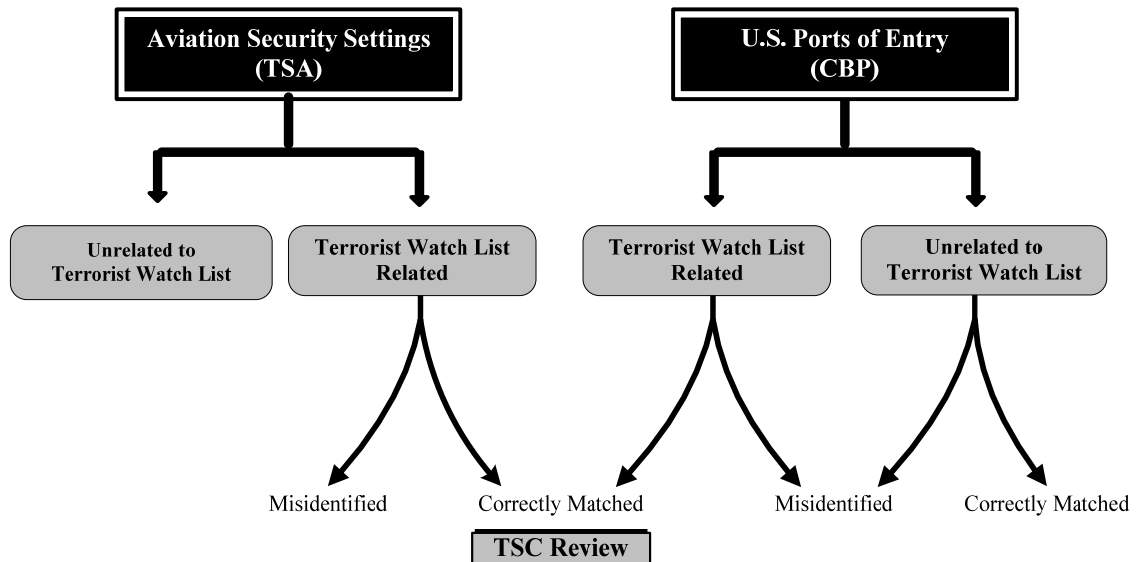 Aviation Security Settings
(TSA)
U.S. Ports of Entry
(CBP)
Unrelated to
Terrorist Watch List
Terrorist Watch List
Related
Terrorist Watch List
Related
Unrelated to
Terrorist Watch List
Misidentified
Correctly Matched
Misidentified
Correctly Matched
TSC Review